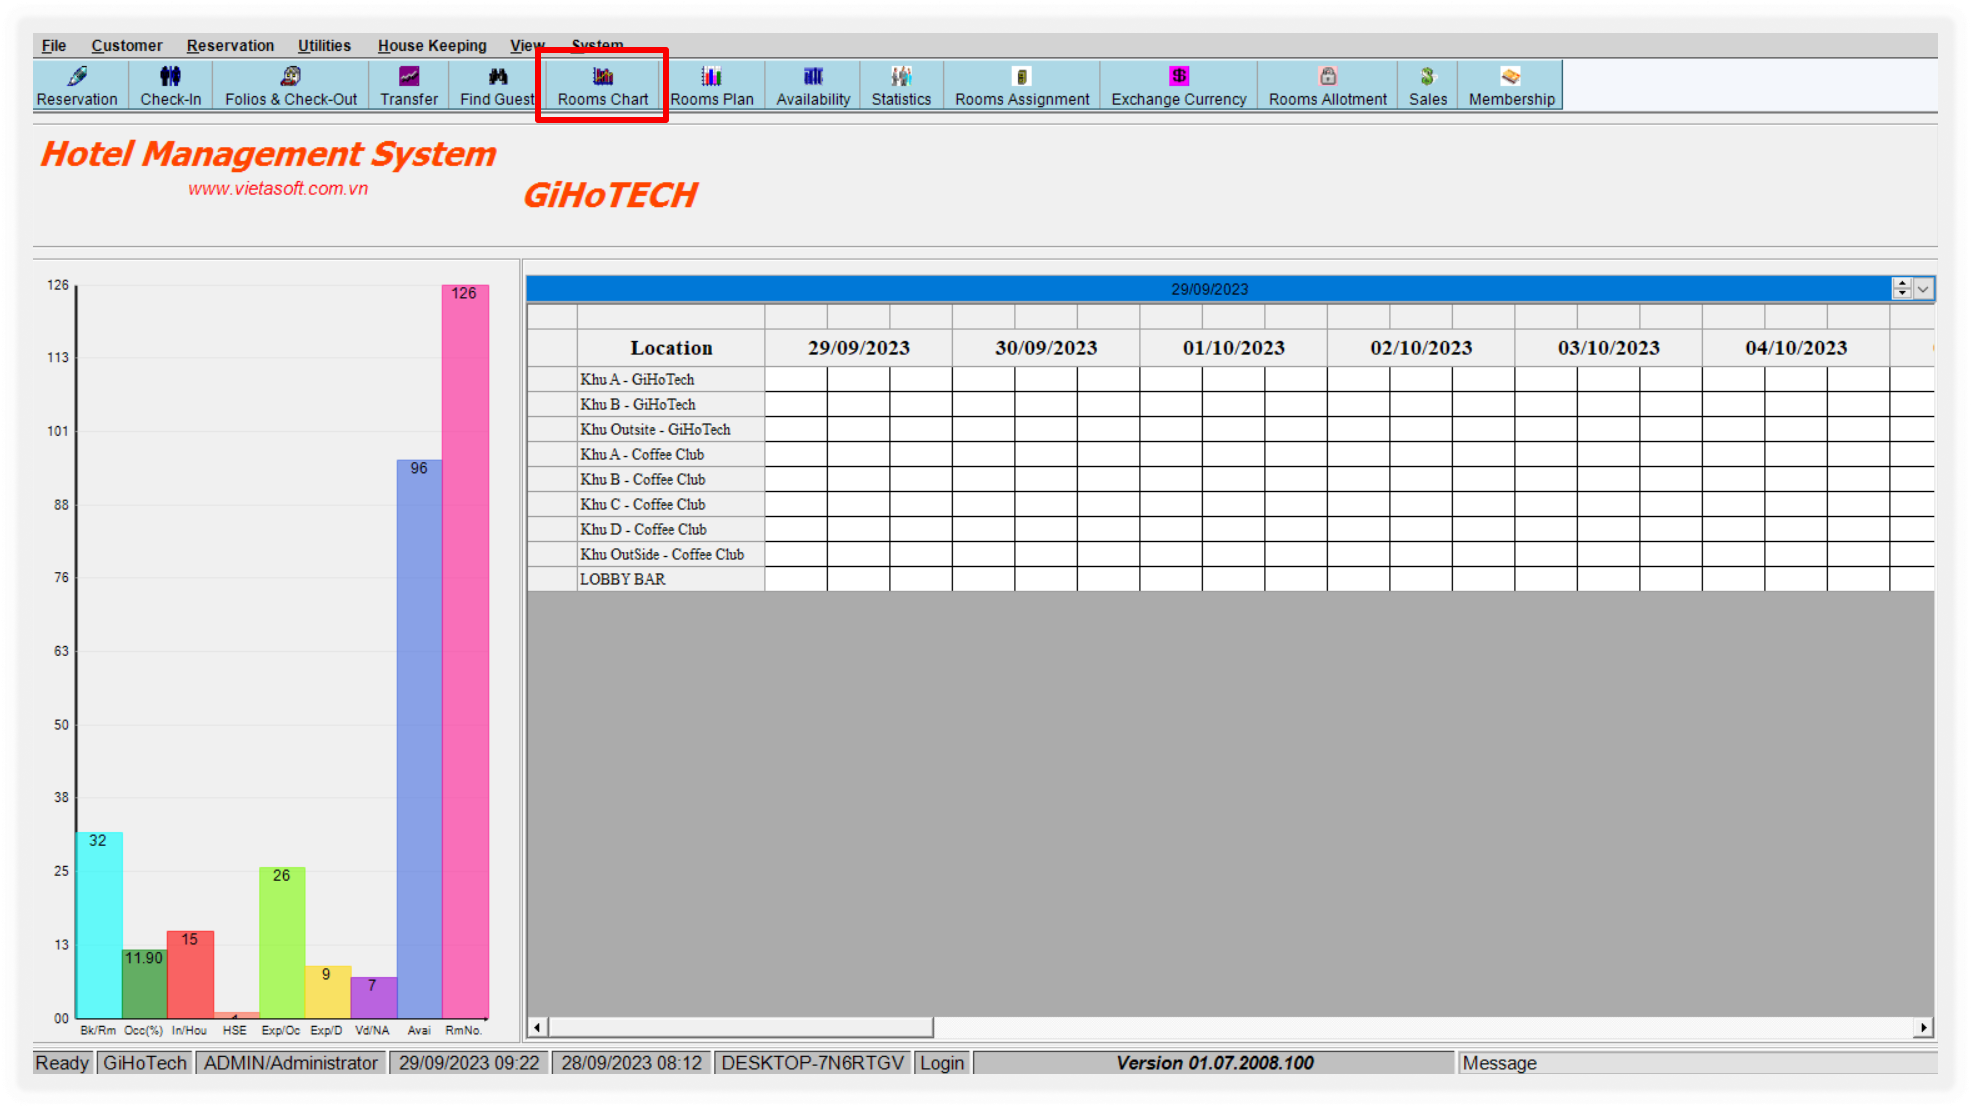 File Customer Reservation Utilities House Keeping View System
Reservation Check-In Folios & Check-Out Transfer Find Guest Rooms Chart Rooms Plan Availability Statistics Rooms Assignment Exchange Currency Rooms Allotment Sales Membership
Hotel Management System
www.vietasoft.com.vn
GiHoTECH
29/09/2023
Location 29/09/2023 30/09/2023 01/10/2023 02/10/2023 03/10/2023 04/10/2023
Khu A - GiHoTech
Khu B - GiHoTech
Khu Outsite - GiHoTech
Khu A - Coffee Club
Khu B - Coffee Club
Khu C - Coffee Club
Khu D - Coffee Club
Khu OutSide - Coffee Club
LOBBY BAR
126
113
101
88
76
63
50
38
25
13
00
32
11.90
15
26
9
7
96
126
Bk/Rm Occ(%) In/Hou HSE Exp/Oc Exp/D Vd/NA Avai RmNo.
Ready GiHoTech ADMIN/Administrator 29/09/2023 09:22 28/09/2023 08:12 DESKTOP-7N6RTGV Login Version 01.07.2008.100 Message